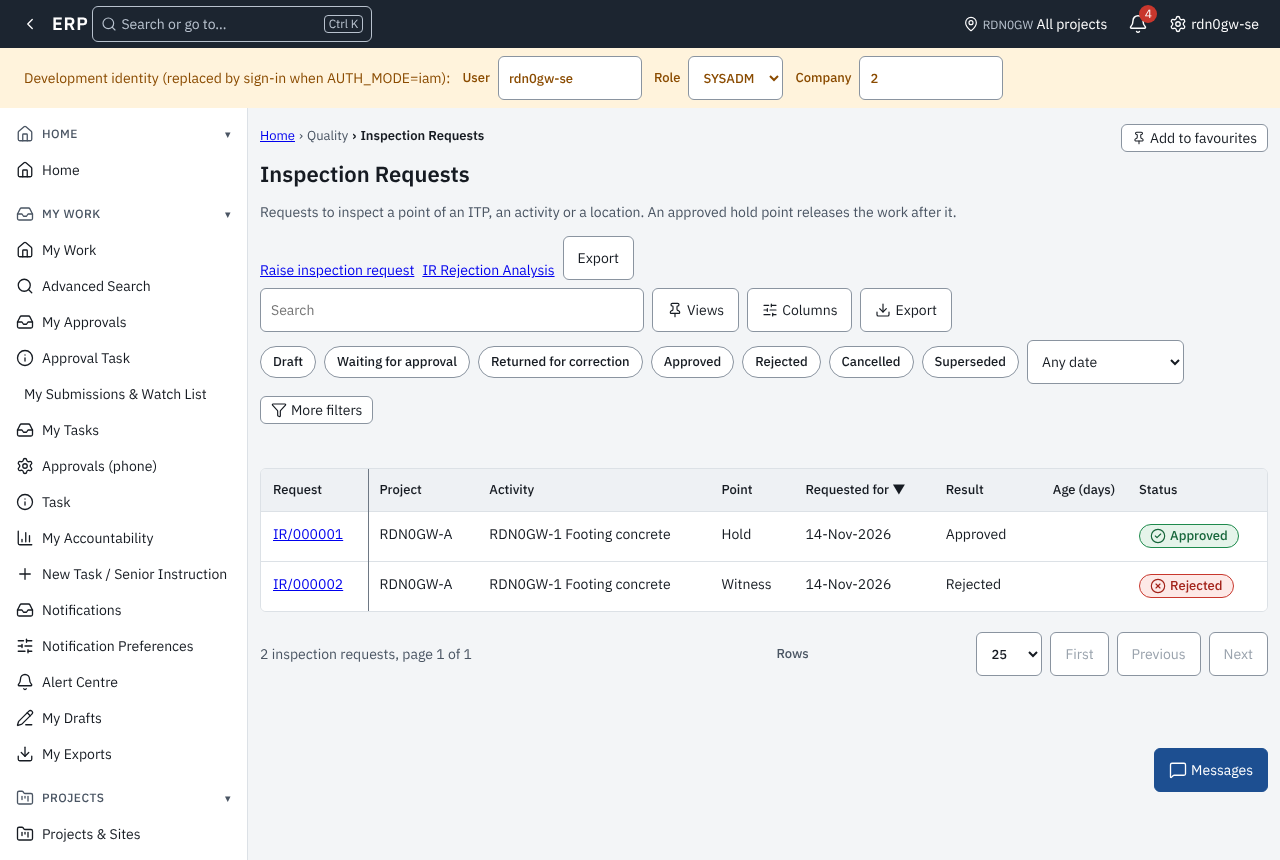 ERP
Search or go to...
Ctrl K
RDN0GW All projects
4
rdn0gw-se
Development identity (replaced by sign-in when AUTH_MODE=iam):
User
rdn0gw-se
Role
SYSADM
Company
2
HOME
Home
MY WORK
My Work
Advanced Search
My Approvals
Approval Task
My Submissions & Watch List
My Tasks
Approvals (phone)
Task
My Accountability
New Task / Senior Instruction
Notifications
Notification Preferences
Alert Centre
My Drafts
My Exports
PROJECTS
Projects & Sites
Home › Quality › Inspection Requests
Add to favourites
Inspection Requests
Requests to inspect a point of an ITP, an activity or a location. An approved hold point releases the work after it.
Raise inspection request
IR Rejection Analysis
Export
Search
Views
Columns
Export
Draft
Waiting for approval
Returned for correction
Approved
Rejected
Cancelled
Superseded
Any date
More filters
Request Project Activity Point Requested for ▼ Result Age (days) Status
IR/000001 RDN0GW-A RDN0GW-1 Footing concrete Hold 14-Nov-2026 Approved Approved
IR/000002 RDN0GW-A RDN0GW-1 Footing concrete Witness 14-Nov-2026 Rejected Rejected
2 inspection requests, page 1 of 1
Rows
25
First
Previous
Next
Messages